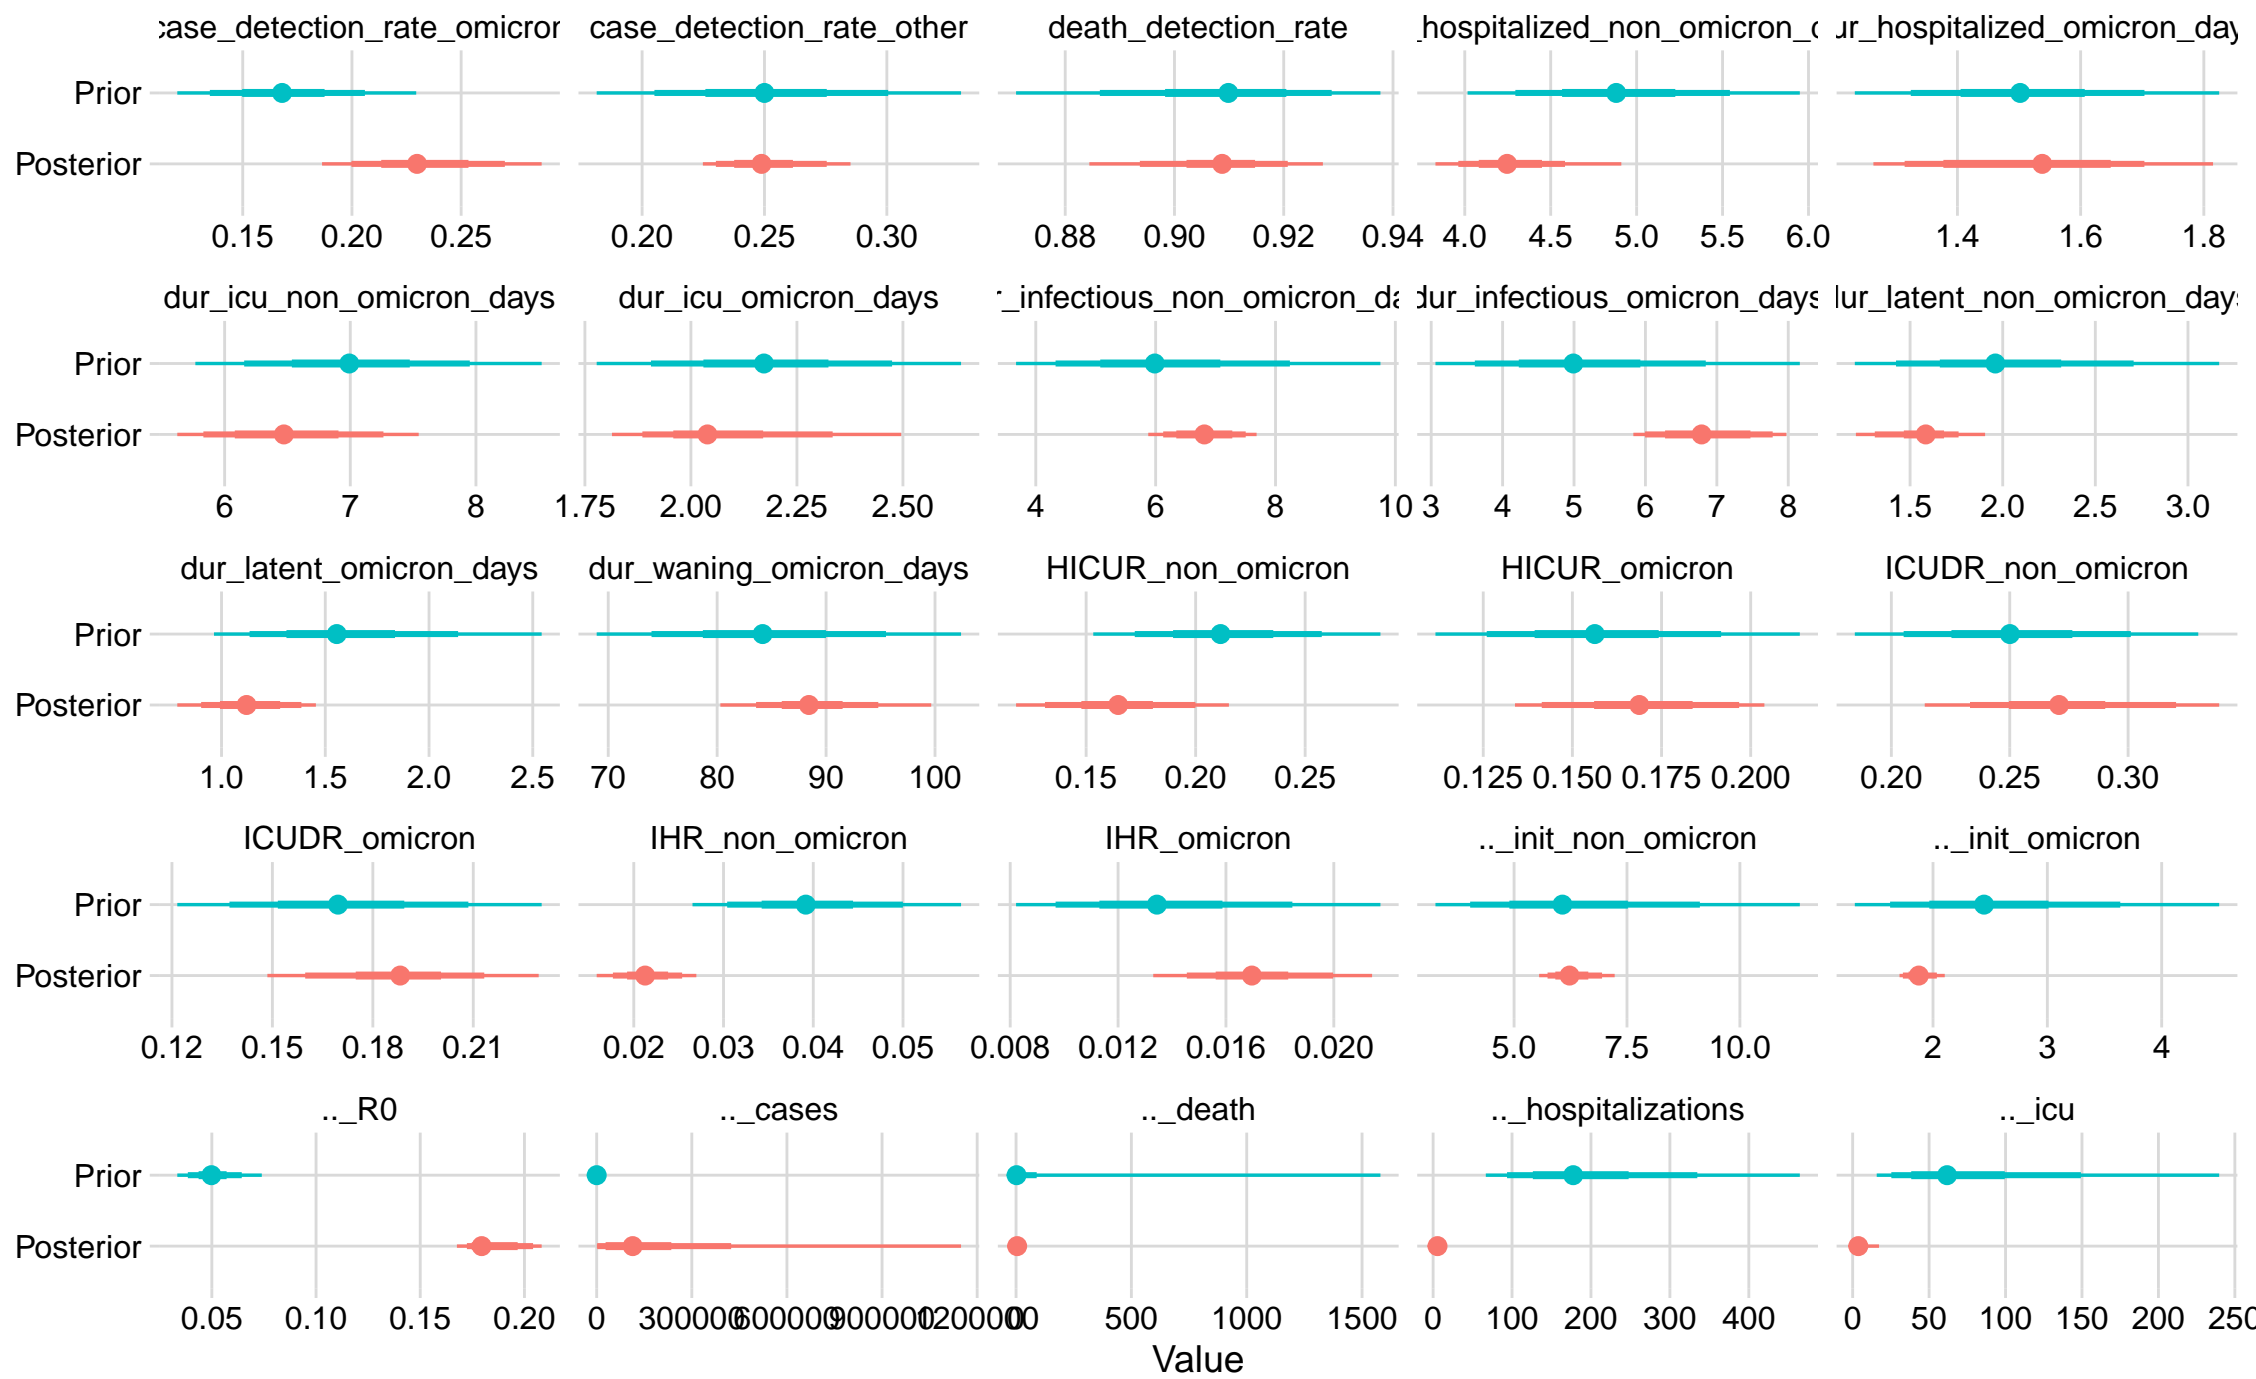 case_detection_rate_omicron case_detection_rate_other death_detection_rate _hospitalized_non_omicron_d ur_hospitalized_omicron_day
Prior
Posterior
0.15 0.20 0.25 0.20 0.25 0.30 0.88 0.90 0.92 0.94 4.0 4.5 5.0 5.5 6.0 1.4 1.6 1.8
dur_icu_non_omicron_days dur_icu_omicron_days r_infectious_non_omicron_da dur_infectious_omicron_days dur_latent_non_omicron_days
Prior
Posterior
6 7 8 1.75 2.00 2.25 2.50 4 6 8 10 3 4 5 6 7 8 1.5 2.0 2.5 3.0
dur_latent_omicron_days dur_waning_omicron_days HICUR_non_omicron HICUR_omicron ICUDR_non_omicron
Prior
Posterior
1.0 1.5 2.0 2.5 70 80 90 100 0.15 0.20 0.25 0.125 0.150 0.175 0.200 0.20 0.25 0.30
ICUDR_omicron IHR_non_omicron IHR_omicron .._init_non_omicron .._init_omicron
Prior
Posterior
0.12 0.15 0.18 0.21 0.02 0.03 0.04 0.05 0.008 0.012 0.016 0.020 5.0 7.5 10.0 2 3 4
.._R0 .._cases .._death .._hospitalizations .._icu
Prior
Posterior
0.05 0.10 0.15 0.20 0 300000 600000 900000 1200000 0 500 1000 1500 0 100 200 300 400 0 50 100 150 200 250
Value